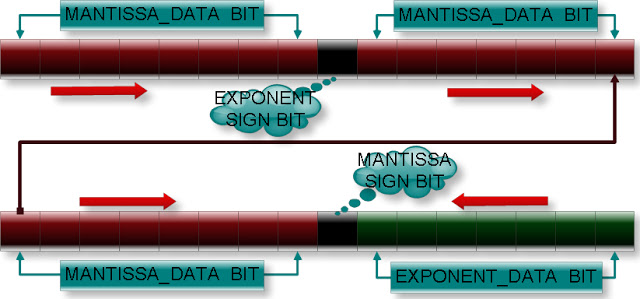 MANTISSA_DATA BIT
MANTISSA_DATA BIT
EXPONENT
SIGN BIT
MANTISSA
SIGN BIT
MANTISSA_DATA BIT
EXPONENT_DATA BIT